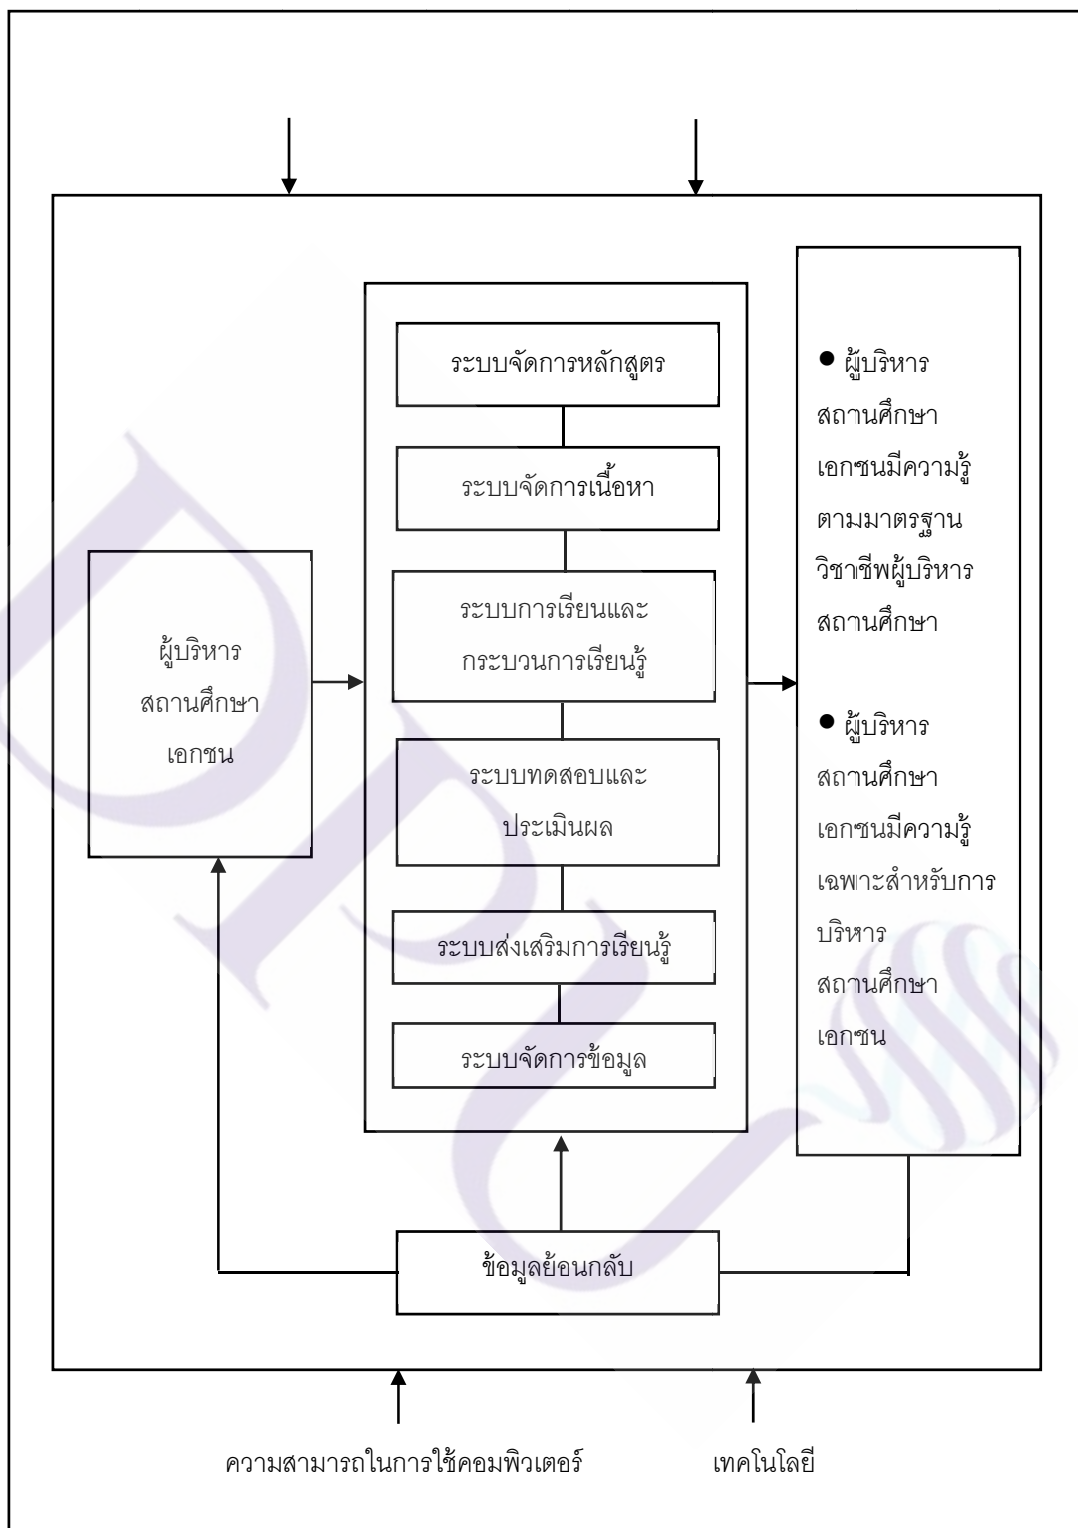 ระบบจัดการหลักสูตร
ระบบจัดการเนื้อหา
ระบบการเรียนและ
กระบวนการเรียนรู้
ระบบทดสอบและ
ประเมินผล
ระบบส่งเสริมการเรียนรู้
ระบบจัดการข้อมูล
ผู้บริหาร
สถานศึกษา
เอกชน
● ผู้บริหาร
สถานศึกษา
เอกชนมีความรู้
ตามมาตรฐาน
วิชาชีพผู้บริหาร
สถานศึกษา
● ผู้บริหาร
สถานศึกษา
เอกชนมีความรู้
เฉพาะสำหรับการ
บริหาร
สถานศึกษา
เอกชน
ข้อมูลย้อนกลับ
ความสามารถในการใช้คอมพิวเตอร์
เทคโนโลยี
DPU